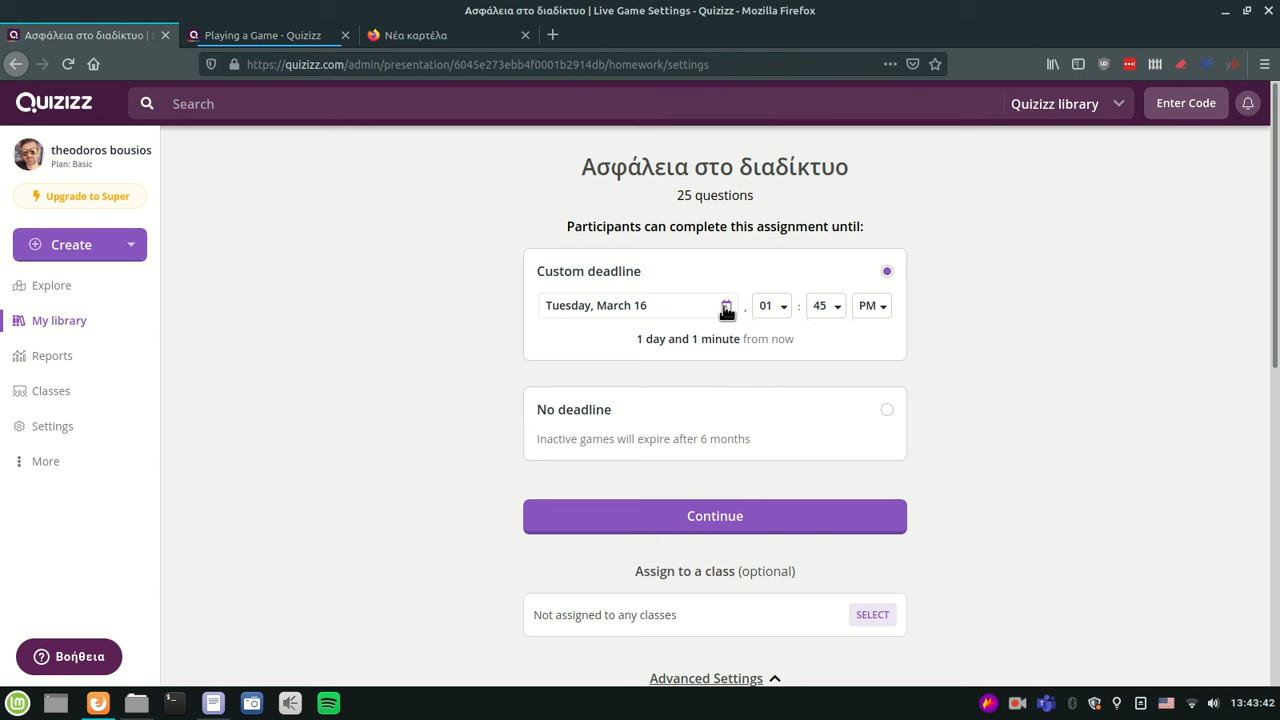 Ασφάλεια στο διαδίκτυο | Live Game Settings - Quizizz - Mozilla Firefox
Ασφάλεια στο διαδίκτυο | L
Playing a Game - Quizizz
Νέα καρτέλα
https://quizizz.com/admin/presentation/6045e273ebb4f0001b2914db/homework/settings
QUIZIZZ
Search
Quizizz library
Enter Code
theodoros bousios
Plan: Basic
Upgrade to Super
Create
Explore
My library
Reports
Classes
Settings
More
Βοήθεια
Ασφάλεια στο διαδίκτυο
25 questions
Participants can complete this assignment until:
Custom deadline
Tuesday, March 16 , 01 : 45 PM
1 day and 1 minute from now
No deadline
Inactive games will expire after 6 months
Continue
Assign to a class (optional)
Not assigned to any classes SELECT
Advanced Settings
13:43:42